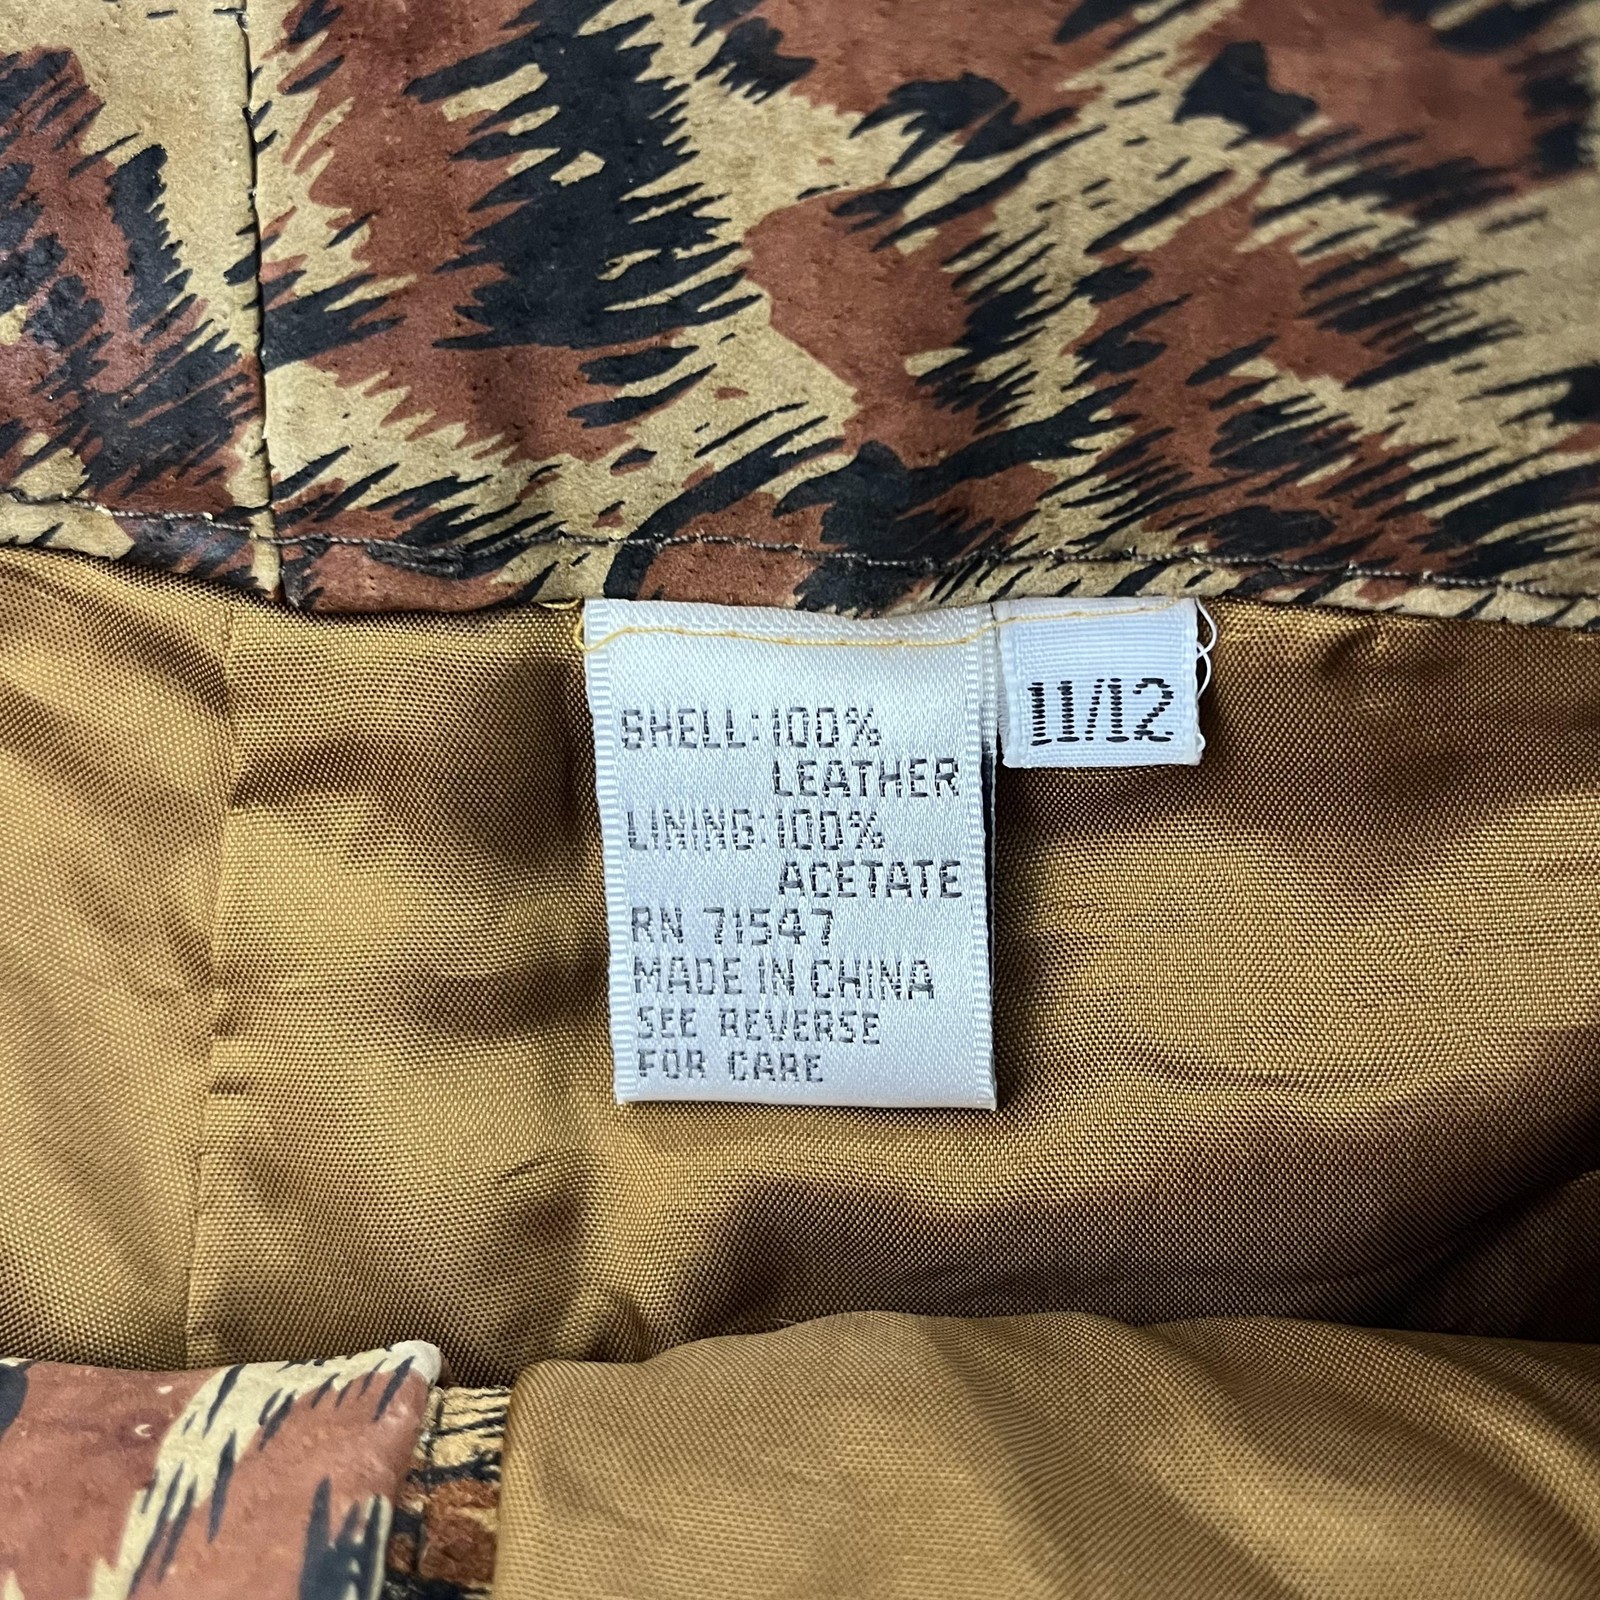 SHELL: 100%
LEATHER
LINING: 100%
ACETATE
RN 71547
MADE IN CHINA
SEE REVERSE
FOR CARE
11/12